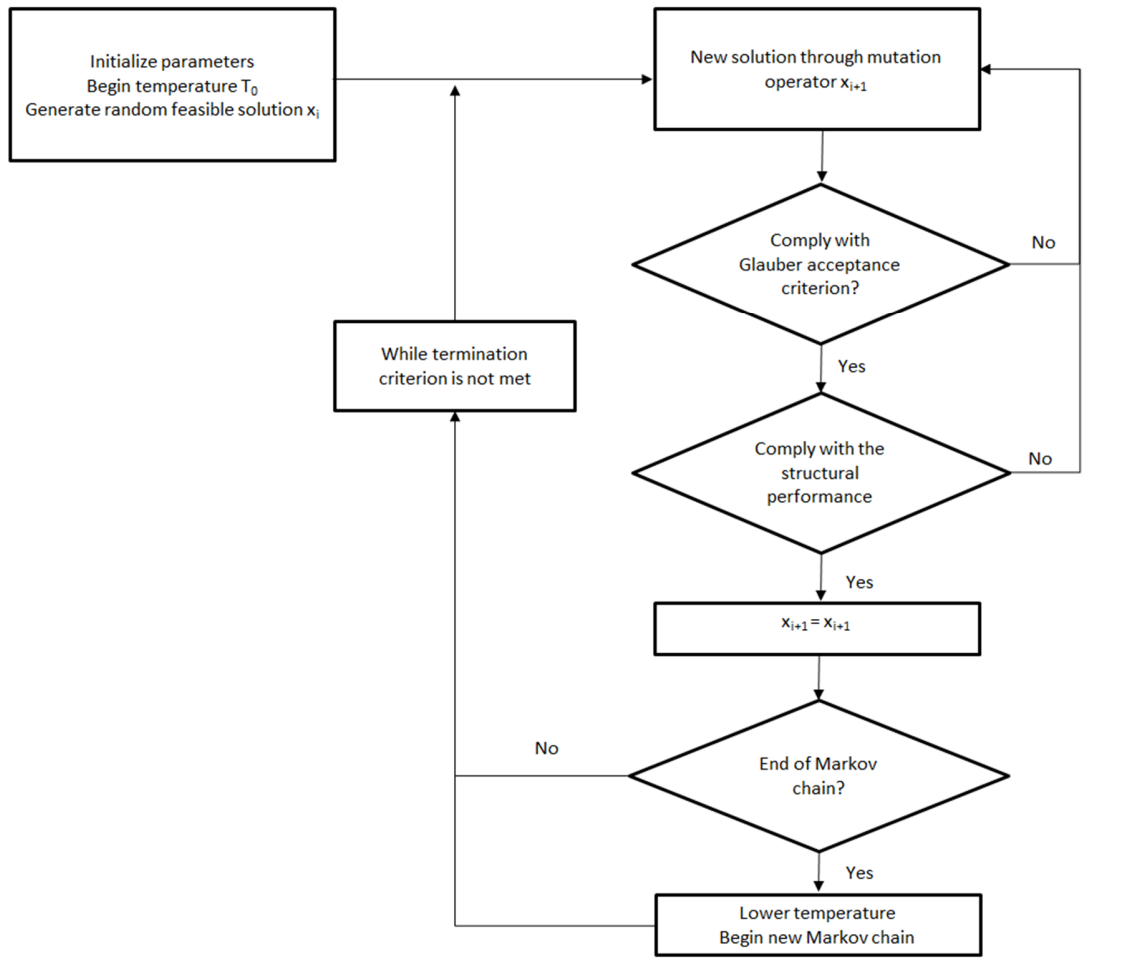 Initialize parameters
Begin temperature T₀
Generate random feasible solution xᵢ
New solution through mutation
operator xᵢ₊₁
Comply with
Glauber acceptance
criterion?
No
Yes
While termination
criterion is not met
Comply with the
structural
performance
No
Yes
xᵢ₊₁ = xᵢ₊₁
End of Markov
chain?
No
Yes
Lower temperature
Begin new Markov chain